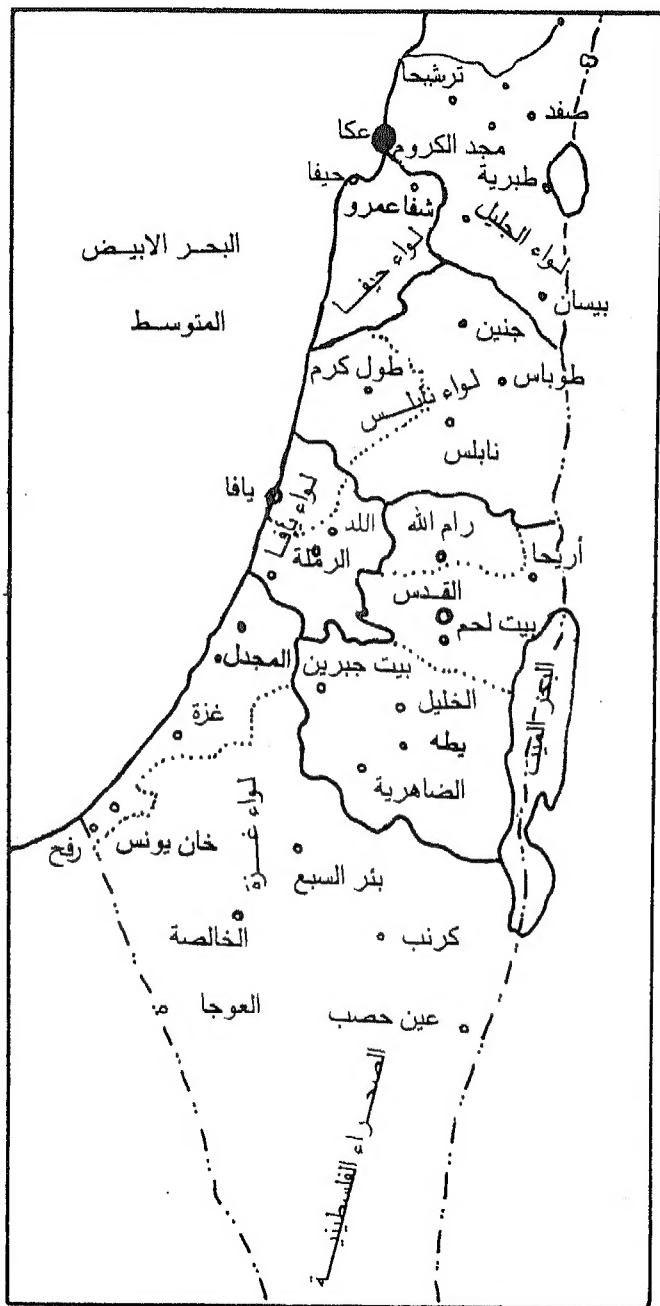 ترشيحا
صفد
عكا
مجد الكروم
حيفا
طبرية
شفاعمرو
لواء الجليل
البحر الابيض
المتوسط
لواء حيفا
بيسان
جنين
طول كرم
طوباس
لواء نابلس
نابلس
يافا
لواء يافا
اللد
رام الله
الرملة
أريحا
القدس
بيت لحم
المجدل
بيت جبرين
البحر الميت
الخليل
غزة
يطه
الضاهرية
لواء غزة
خان يونس
رفح
بئر السبع
الخالصة
كرنب
العوجا
عين حصب
الصحراء الفلسطينية